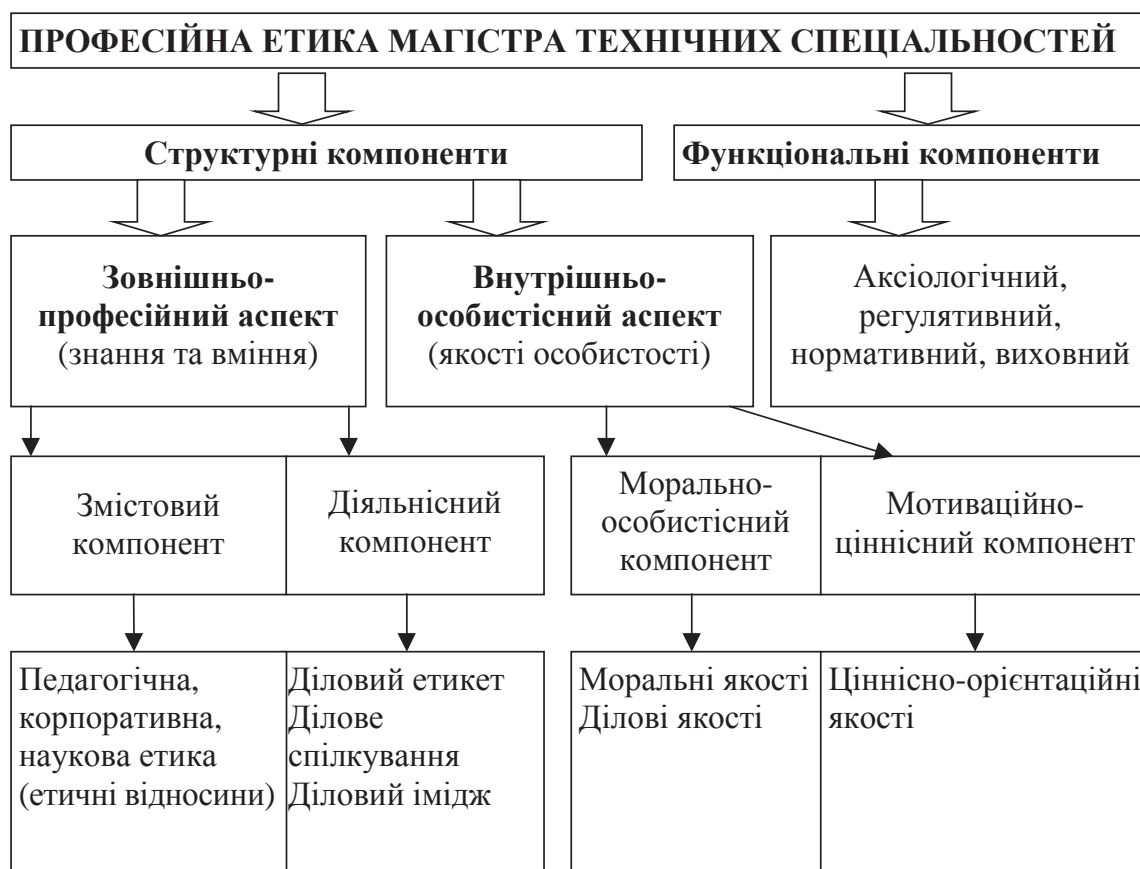 ПРОФЕСІЙНА ЕТИКА МАГІСТРА ТЕХНІЧНИХ СПЕЦІАЛЬНОСТЕЙ
Структурні компоненти
Функціональні компоненти
Зовнішньо-
професійний аспект
(знання та вміння)
Внутрішньо-
особистісний аспект
(якості особистості)
Аксіологічний,
регулятивний,
нормативний, виховний
Змістовий
компонент
Діяльнісний
компонент
Морально-
особистісний
компонент
Мотиваційно-
ціннісний компонент
Педагогічна,
корпоративна,
наукова етика
(етичні відносини)
Діловий етикет
Ділове
спілкування
Діловий імідж
Моральні якості
Ділові якості
Ціннісно-орієнтаційні
якості